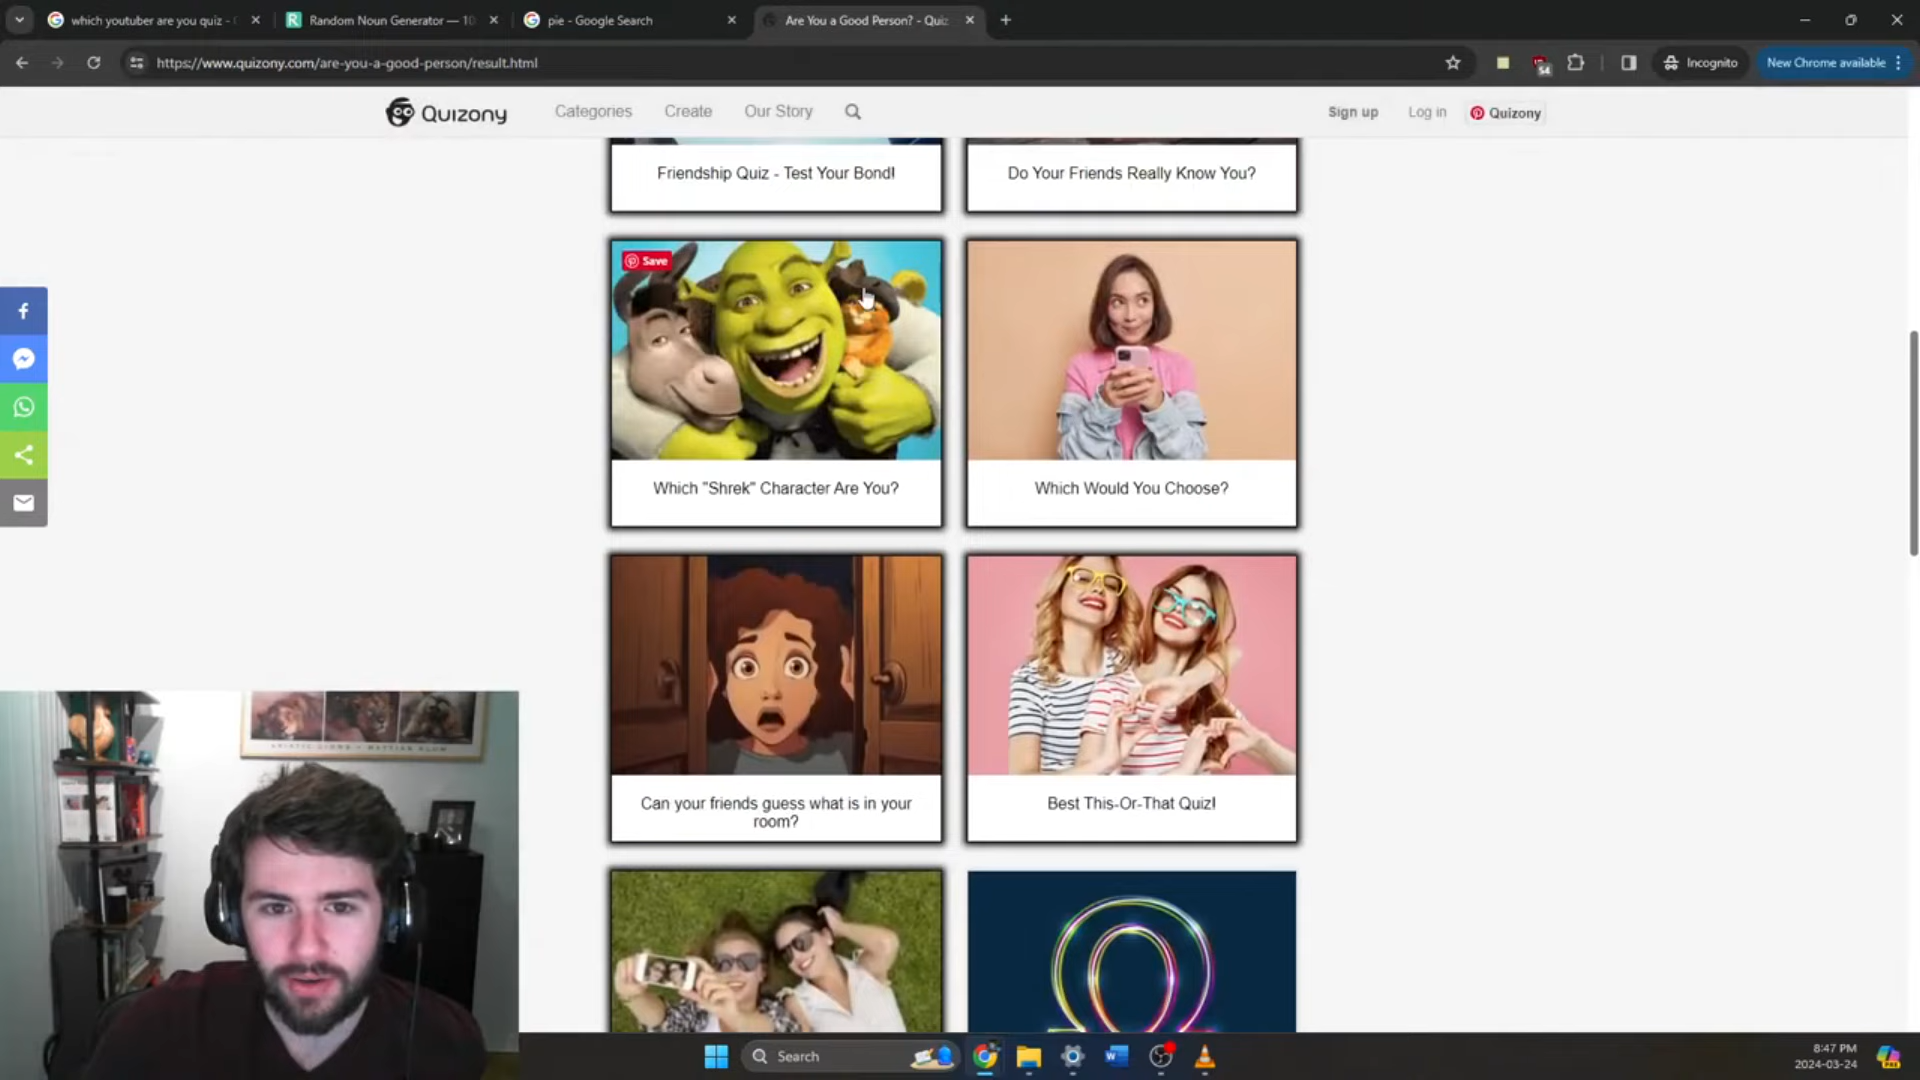 which youtuber are you quiz -
Random Noun Generator — 10
pie - Google Search
Are You a Good Person? - Quiz
https://www.quizony.com/are-you-a-good-person/result.html
54
Incognito
New Chrome available
Quizony
Categories
Create
Our Story
Sign up
Log in
Quizony
Friendship Quiz - Test Your Bond!
Do Your Friends Really Know You?
Save
Which "Shrek" Character Are You?
Which Would You Choose?
Can your friends guess what is in your
room?
Best This-Or-That Quiz!
Search
8:47 PM
2024-03-24